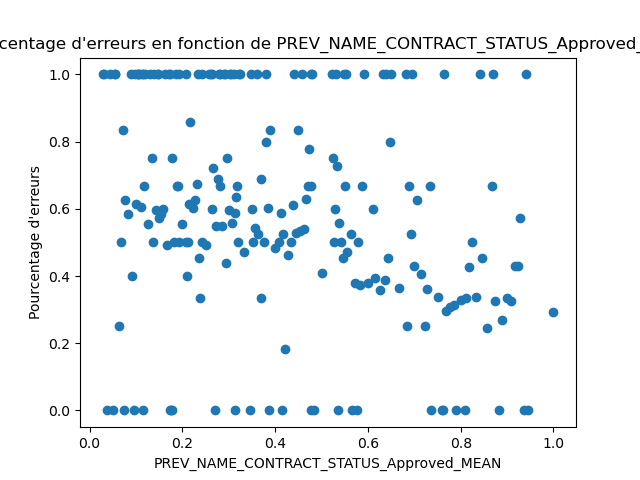 centage d'erreurs en fonction de PREV_NAME_CONTRACT_STATUS_Approved_
1.0
0.8
0.6
0.4
0.2
0.0
Pourcentage d'erreurs
0.0 0.2 0.4 0.6 0.8 1.0
PREV_NAME_CONTRACT_STATUS_Approved_MEAN